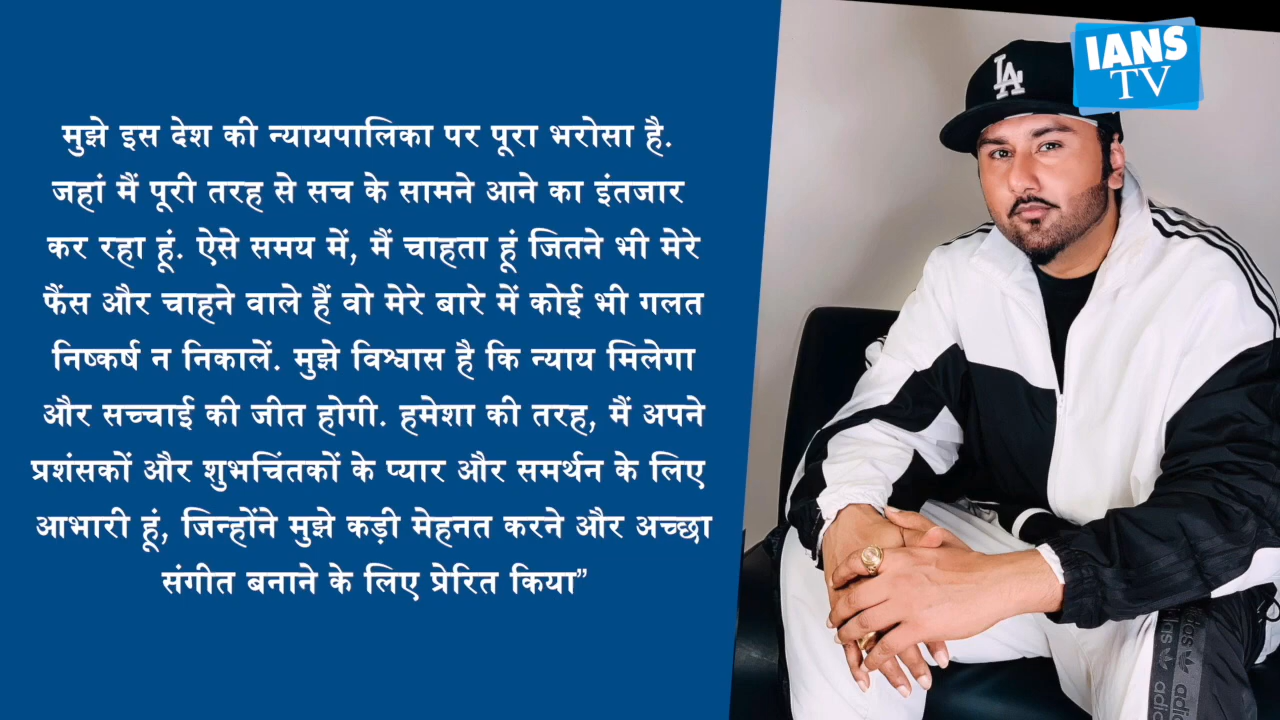 मुझे इस देश की न्यायपालिका पर पूरा भरोसा है.
जहां मैं पूरी तरह से सच के सामने आने का इंतजार
कर रहा हूं. ऐसे समय में, मैं चाहता हूं जितने भी मेरे
फैंस और चाहने वाले हैं वो मेरे बारे में कोई भी गलत
निष्कर्ष न निकालें. मुझे विश्वास है कि न्याय मिलेगा
और सच्चाई की जीत होगी. हमेशा की तरह, मैं अपने
प्रशंसकों और शुभचिंतकों के प्यार और समर्थन के लिए
आभारी हूं, जिन्होंने मुझे कड़ी मेहनत करने और अच्छा
संगीत बनाने के लिए प्रेरित किया”
IANS
TV
LA
adidas
adidas